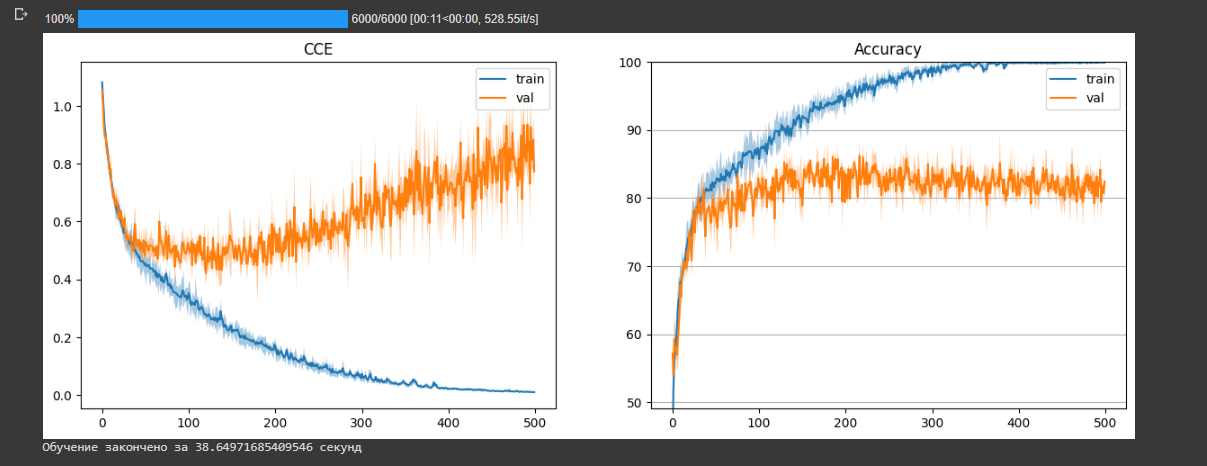 100% 6000/6000 [00:11<00:00, 528.55it/s]
CCE
train
val
1.0
0.8
0.6
0.4
0.2
0.0
0 100 200 300 400 500
Accuracy
train
val
100
90
80
70
60
50
0 100 200 300 400 500
Обучение закончено за 38.64971685409546 секунд